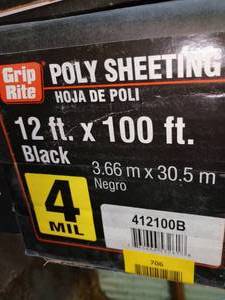 Grip Rite
POLY SHEETING
HOJA DE POLI
12 ft. x 100 ft.
Black
3.66 m x 30.5 m
Negro
4
MIL
412100B
706